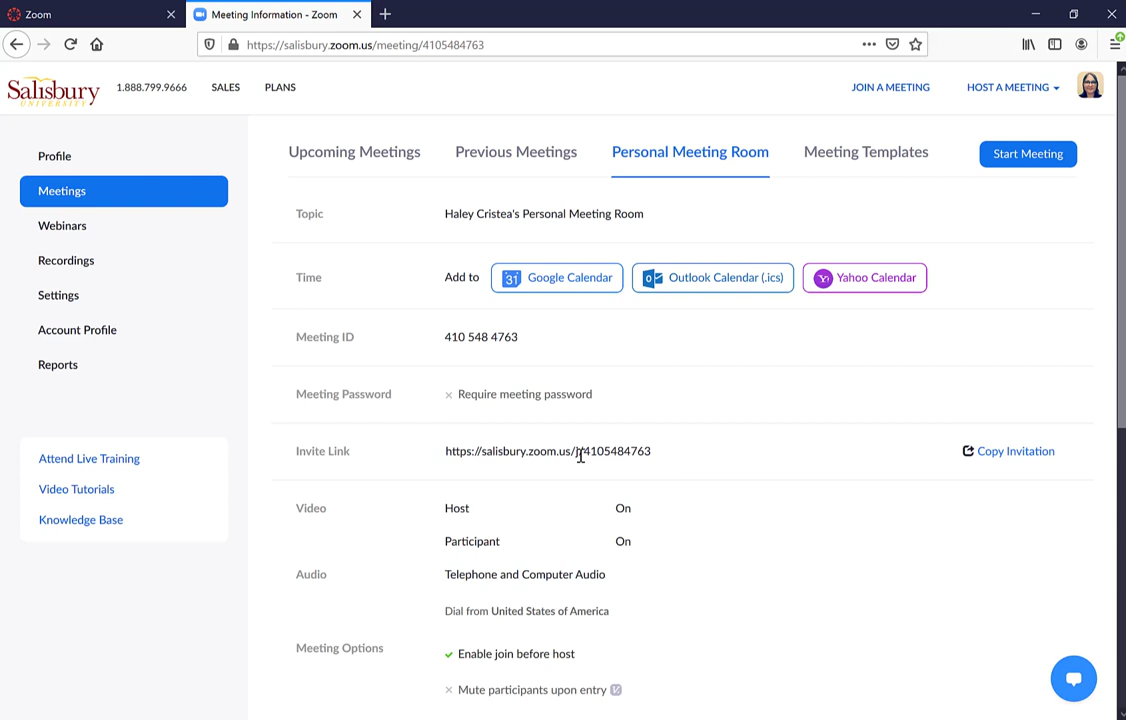 Zoom
Meeting Information - Zoom
https://salisbury.zoom.us/meeting/4105484763
Salisbury
UNIVERSITY
1.888.799.9666
SALES
PLANS
JOIN A MEETING
HOST A MEETING
Profile
Meetings
Webinars
Recordings
Settings
Account Profile
Reports
Attend Live Training
Video Tutorials
Knowledge Base
Upcoming Meetings
Previous Meetings
Personal Meeting Room
Meeting Templates
Start Meeting
Topic
Haley Cristea's Personal Meeting Room
Time
Add to
31
Google Calendar
Outlook Calendar (.ics)
Yahoo Calendar
Meeting ID
410 548 4763
Meeting Password
Require meeting password
Invite Link
https://salisbury.zoom.us/j/4105484763
Copy Invitation
Video
Host On
Participant On
Audio
Telephone and Computer Audio
Dial from United States of America
Meeting Options
Enable join before host
Mute participants upon entry